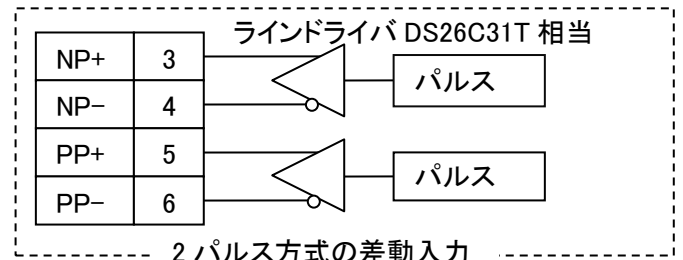 ラインドライバ DS26C31T 相当
NP+ 3
NP- 4
PP+ 5
PP- 6
パルス
パルス
2 パルス方式の差動入力